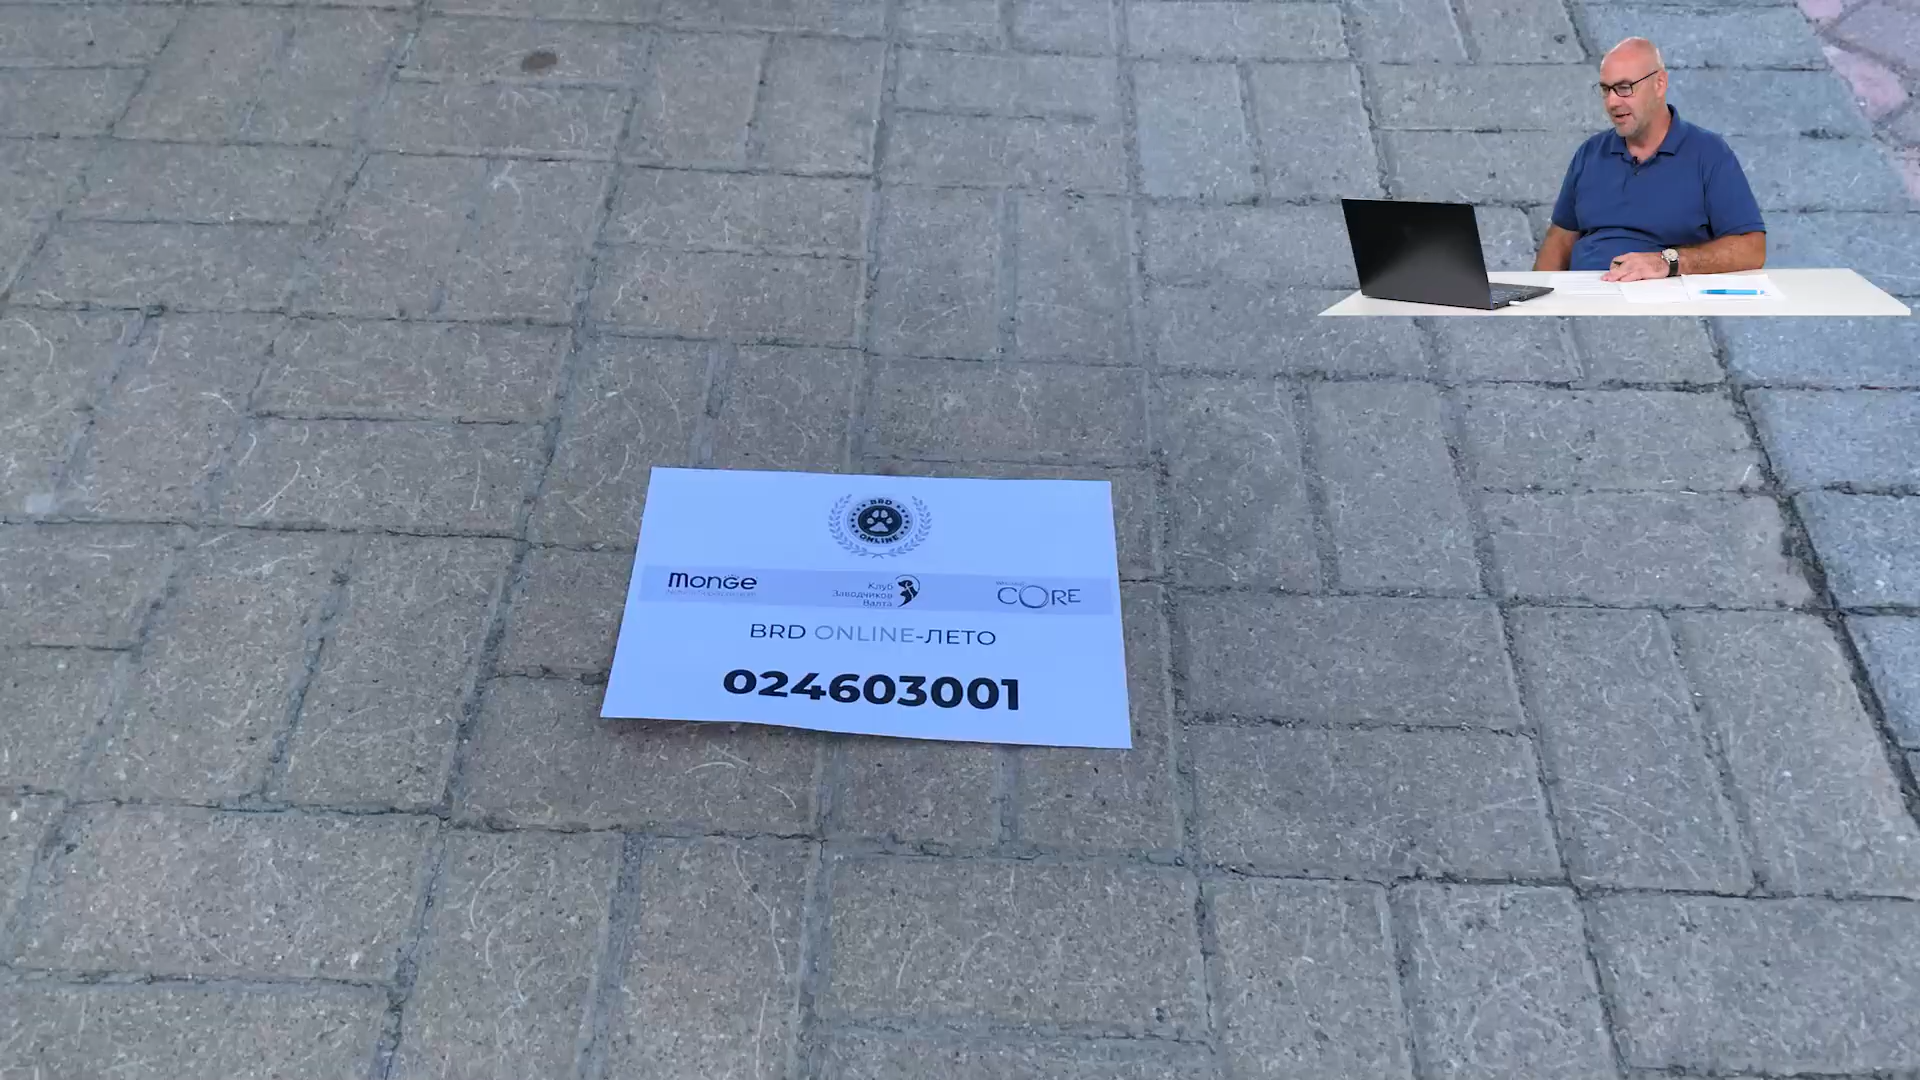 BRD
ONLINE
MONGE
Клуб
Заводчиков
Валта
CORE
BRD ONLINE-ЛЕТО
024603001